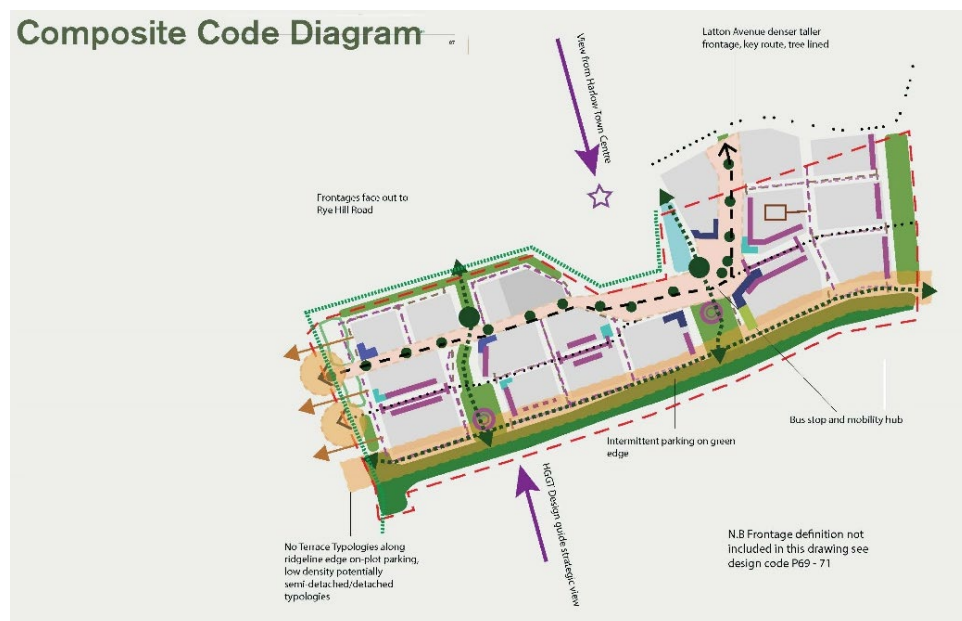 Composite Code Diagram
67
Latton Avenue denser taller
frontage, key route, tree lined
View from Harlow Town Centre
Frontages face out to
Rye Hill Road
Bus stop and mobility hub
Intermittent parking on green
edge
HGGT Design guide strategic view
N.B Frontage definition not
included in this drawing see
design code P69 - 71
No Terrace Typologies along
ridgeline edge on-plot parking,
low density potentially
semi-detached/detached
typologies